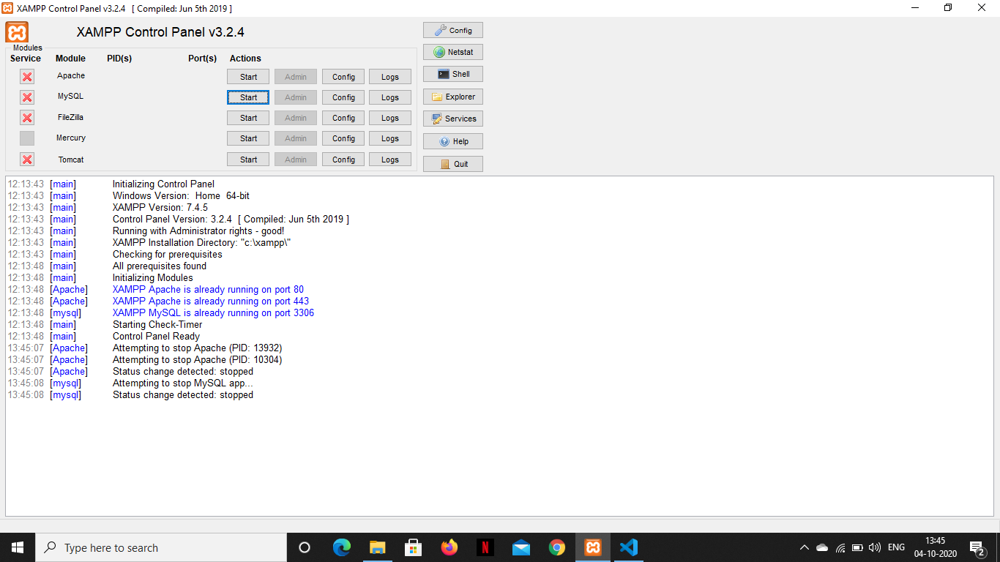 XAMPP Control Panel v3.2.4 [ Compiled: Jun 5th 2019 ]
XAMPP Control Panel v3.2.4
Config
Modules
Service Module PID(s) Port(s) Actions
Netstat
Apache Start Admin Config Logs
Shell
MySQL Start Admin Config Logs
Explorer
FileZilla Start Admin Config Logs
Services
Mercury Start Admin Config Logs
Help
Tomcat Start Admin Config Logs
Quit
12:13:43 [main] Initializing Control Panel
12:13:43 [main] Windows Version: Home 64-bit
12:13:43 [main] XAMPP Version: 7.4.5
12:13:43 [main] Control Panel Version: 3.2.4 [ Compiled: Jun 5th 2019 ]
12:13:43 [main] Running with Administrator rights - good!
12:13:43 [main] XAMPP Installation Directory: "c:\xampp\"
12:13:43 [main] Checking for prerequisites
12:13:48 [main] All prerequisites found
12:13:48 [main] Initializing Modules
12:13:48 [Apache] XAMPP Apache is already running on port 80
12:13:48 [Apache] XAMPP Apache is already running on port 443
12:13:48 [mysql] XAMPP MySQL is already running on port 3306
12:13:48 [main] Starting Check-Timer
12:13:48 [main] Control Panel Ready
13:45:07 [Apache] Attempting to stop Apache (PID: 13932)
13:45:07 [Apache] Attempting to stop Apache (PID: 10304)
13:45:07 [Apache] Status change detected: stopped
13:45:08 [mysql] Attempting to stop MySQL app...
13:45:08 [mysql] Status change detected: stopped
Type here to search
N
ENG
13:45
04-10-2020
2